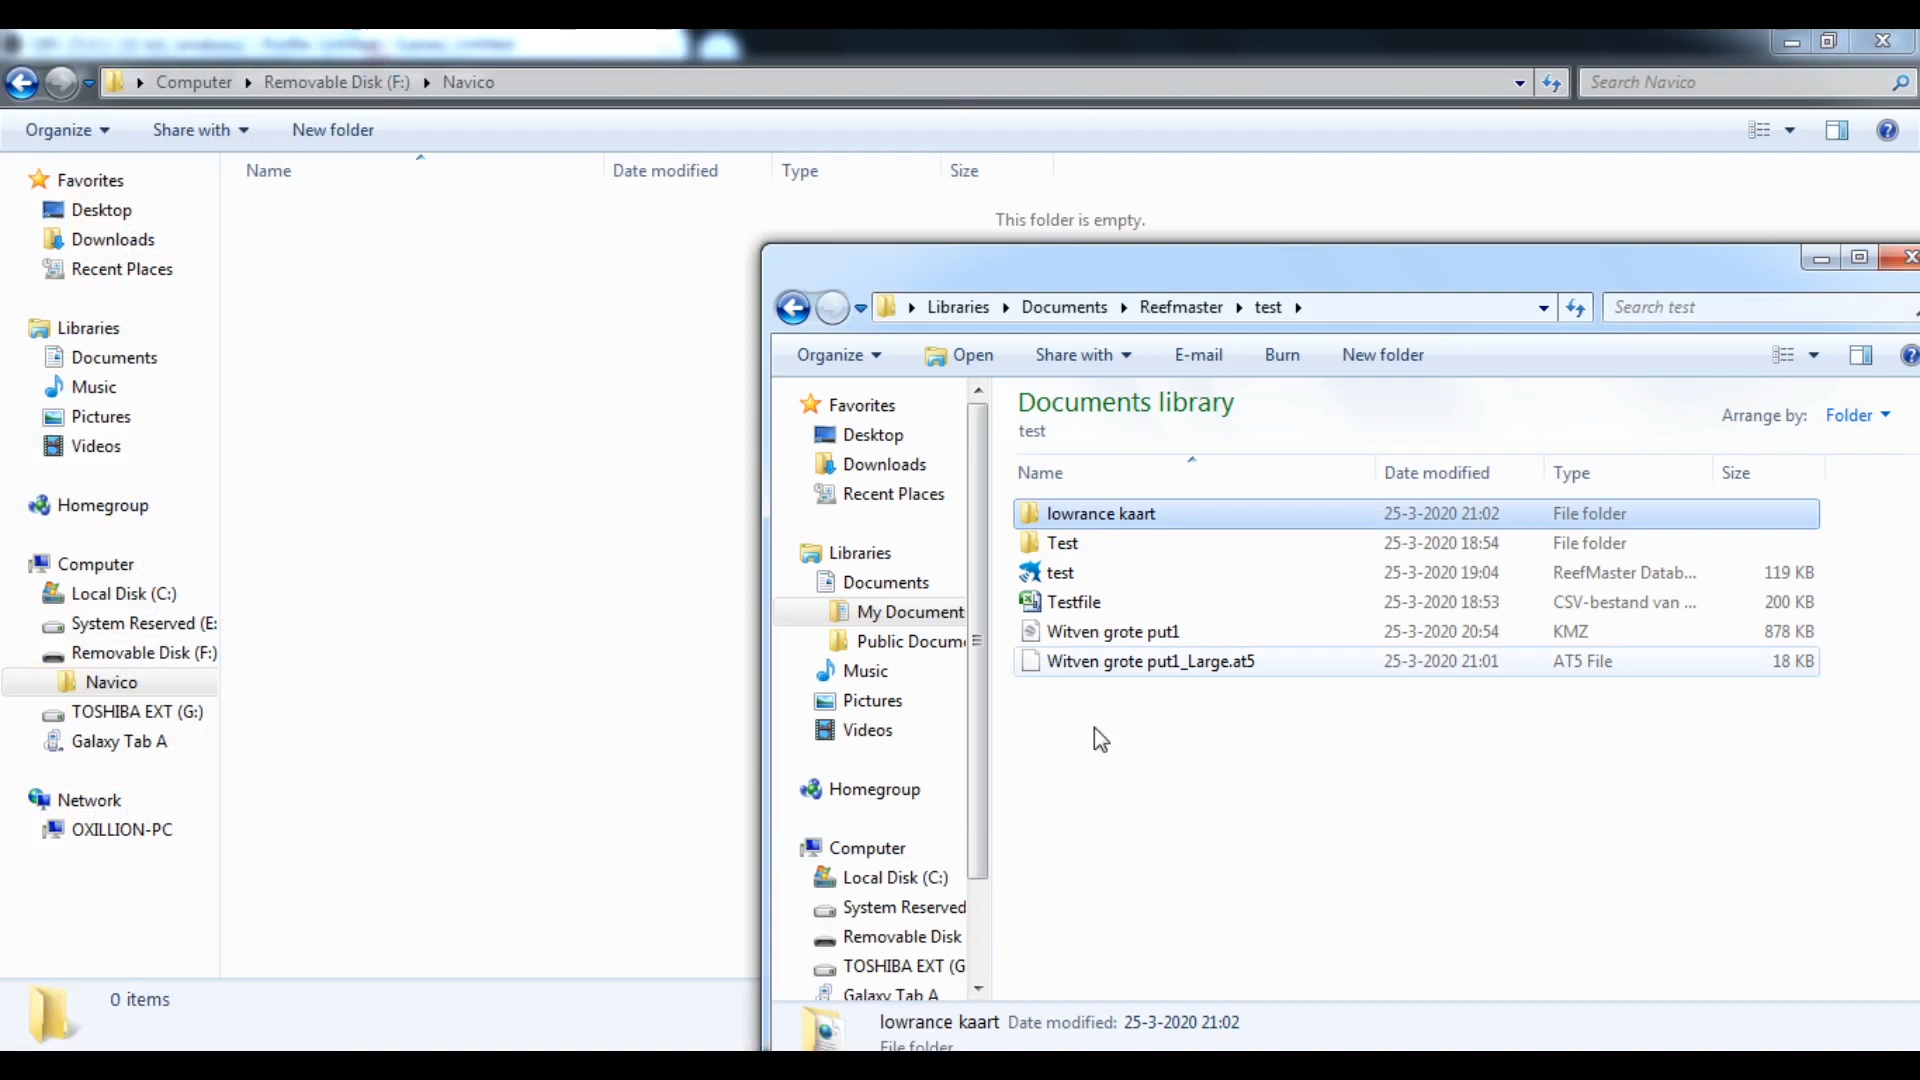 Computer Removable Disk (F:) Navico
Search Navico
Organize Share with New folder
Name Date modified Type Size
This folder is empty.
Favorites
Desktop
Downloads
Recent Places
Libraries
Documents
Music
Pictures
Videos
Homegroup
Computer
Local Disk (C:)
System Reserved (E:
Removable Disk (F:)
Navico
TOSHIBA EXT (G:)
Galaxy Tab A
Network
OXILLION-PC
0 items
Libraries Documents Reefmaster test
Search test
Organize Open Share with E-mail Burn New folder
Favorites
Desktop
Downloads
Recent Places
Libraries
Documents
My Document
Public Docum
Music
Pictures
Videos
Homegroup
Computer
Local Disk (C:)
System Reserved
Removable Disk
TOSHIBA EXT (G
Galaxy Tab A
Documents library
test
Arrange by: Folder
Name Date modified Type Size
lowrance kaart 25-3-2020 21:02 File folder
Test 25-3-2020 18:54 File folder
test 25-3-2020 19:04 ReefMaster Datab... 119 KB
Testfile 25-3-2020 18:53 CSV-bestand van ... 200 KB
Witven grote put1 25-3-2020 20:54 KMZ 878 KB
Witven grote put1_Large.at5 25-3-2020 21:01 AT5 File 18 KB
lowrance kaart Date modified: 25-3-2020 21:02
File folder